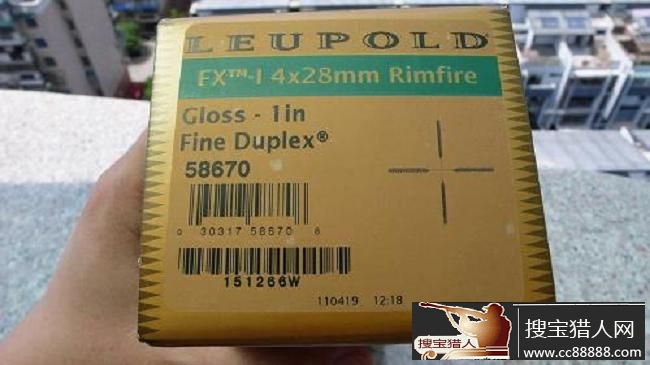 LEUPOLD
FX™-I 4x28mm Rimfire
Gloss - 1in
Fine Duplex®
58670
0 30317 58670 8
151266W
110419 12:18
搜宝猎人
搜宝猎人网
www.cc88888.com